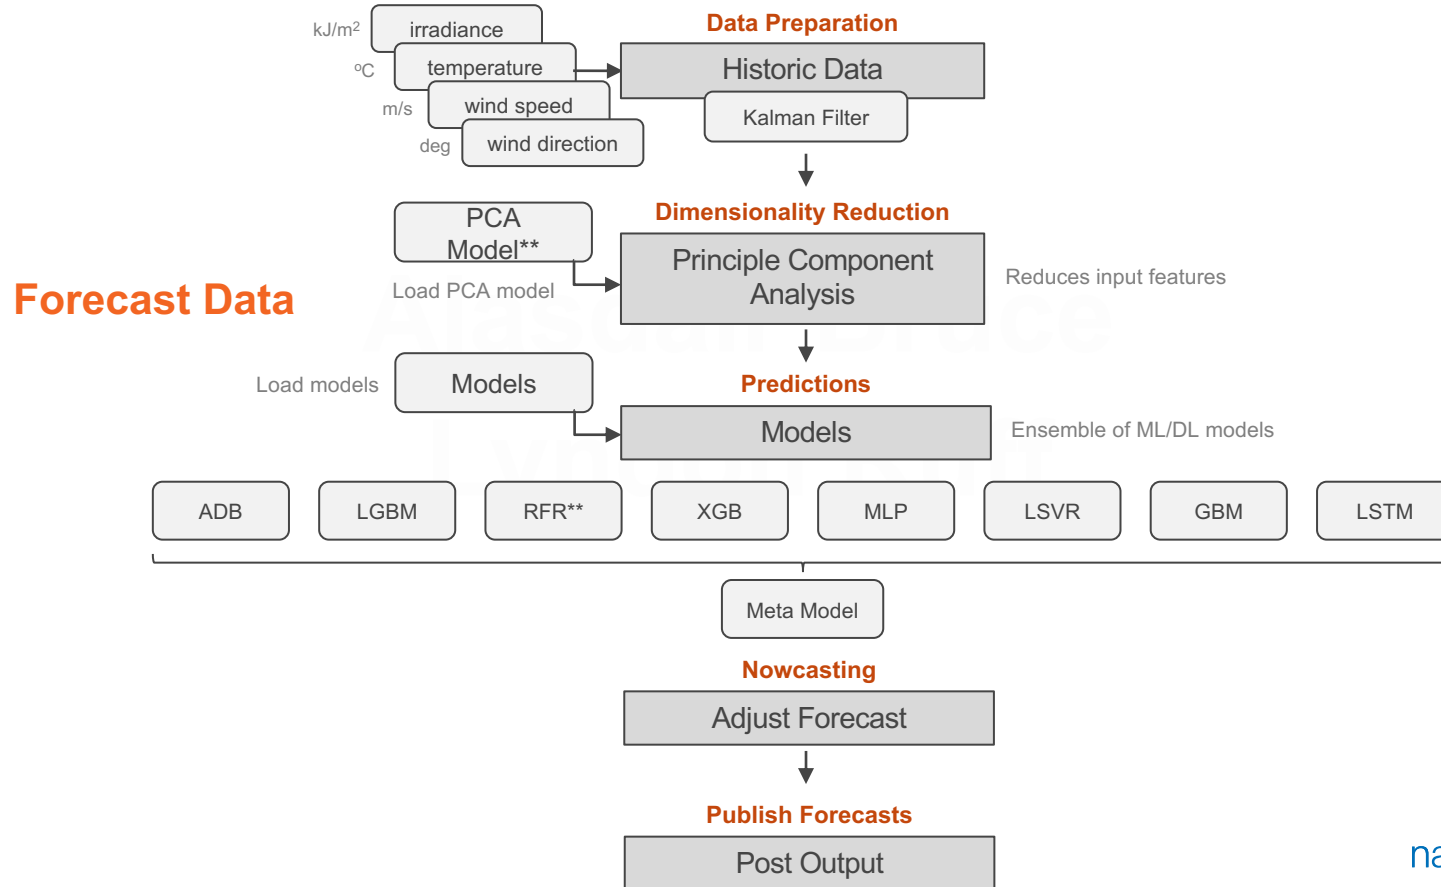 Data Preparation
kJ/m²
irradiance
Historic Data
ºC
temperature
m/s
wind speed
Kalman Filter
deg
wind direction
Dimensionality Reduction
PCA
Model**
Principle Component
Analysis
Reduces input features
Load PCA model
Forecast Data
Load models
Models
Predictions
Models
Ensemble of ML/DL models
ADB
LGBM
RFR**
XGB
MLP
LSVR
GBM
LSTM
Meta Model
Nowcasting
Adjust Forecast
Publish Forecasts
Post Output
na